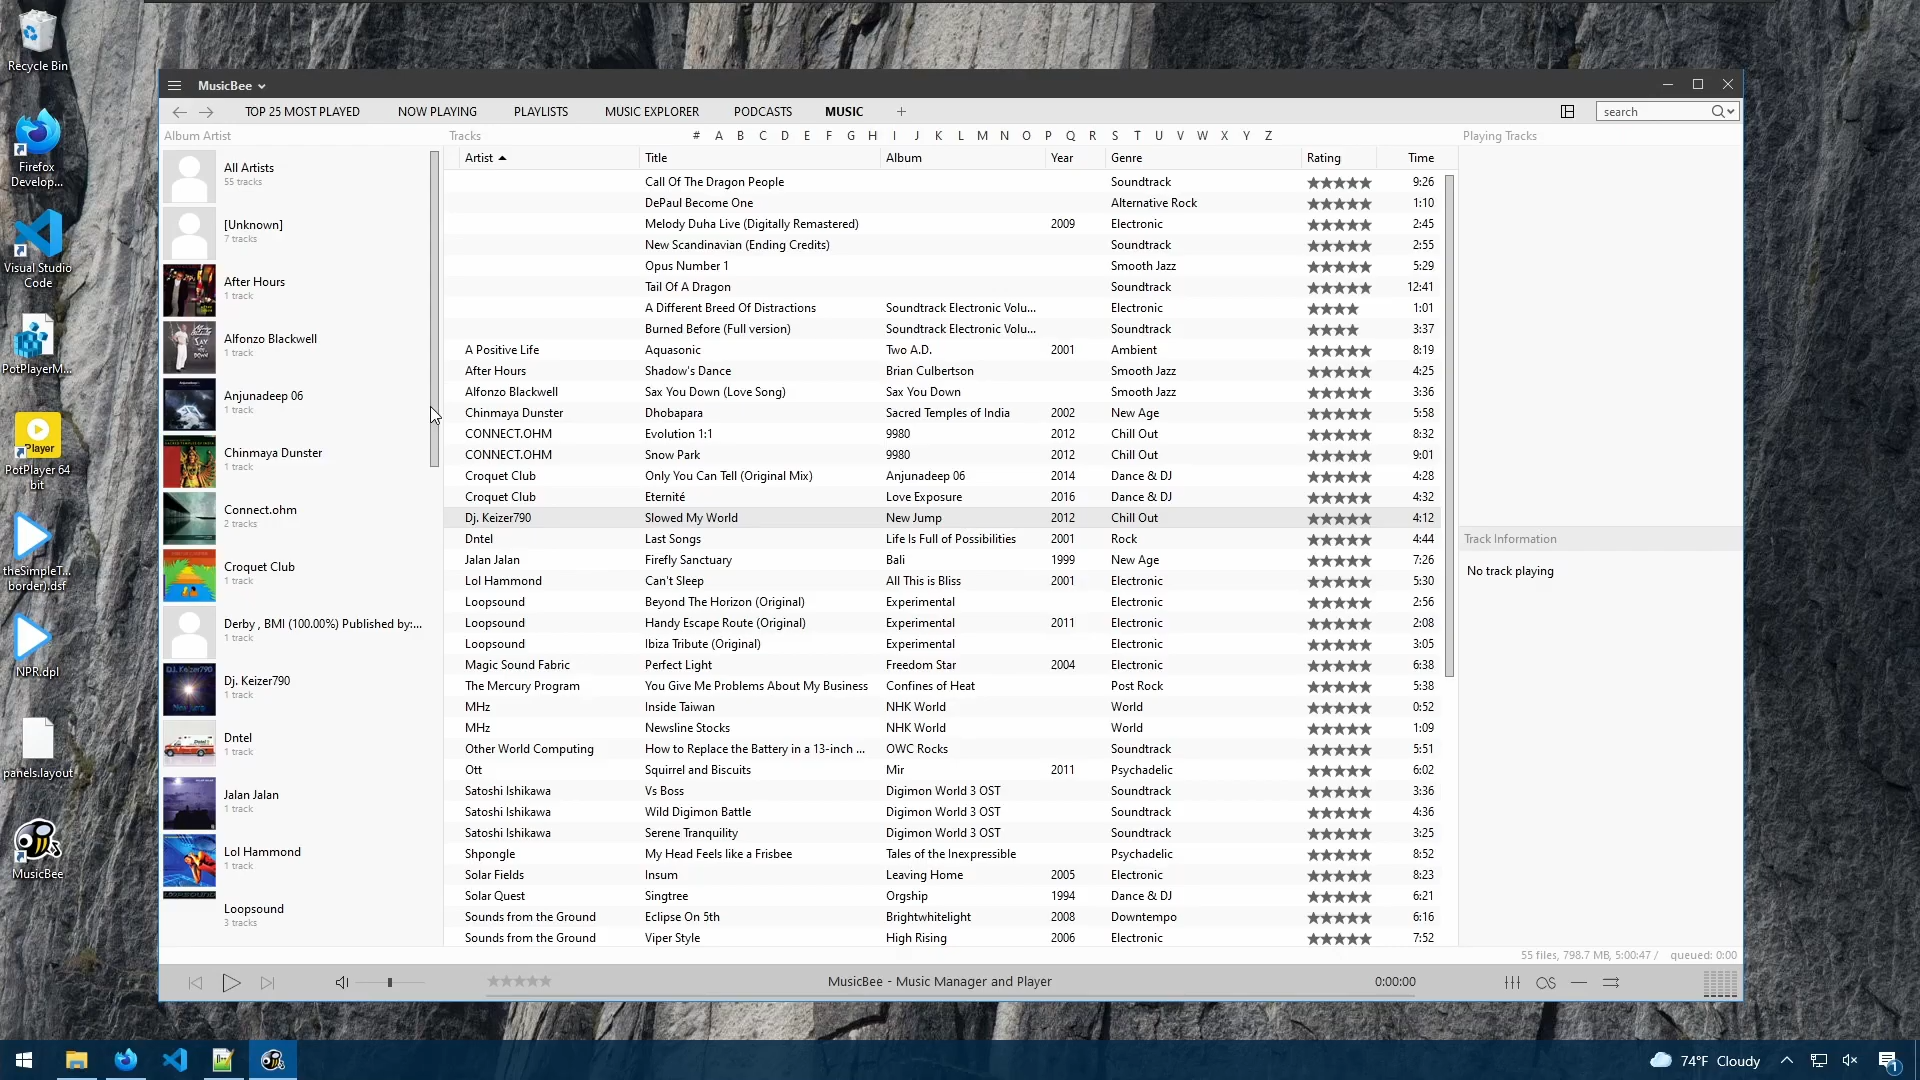 Recycle Bin
Firefox
Develop...
Visual Studio
Code
PotPlayerM...
Player
PotPlayer 64
bit
theSimpleT...
border).dsf
NPR.dpl
panels.layout
MusicBee
MusicBee
TOP 25 MOST PLAYED NOW PLAYING PLAYLISTS MUSIC EXPLORER PODCASTS MUSIC + search
Album Artist
All Artists
55 tracks
[Unknown]
7 tracks
After Hours
1 track
Alfonzo Blackwell
1 track
Anjunadeep 06
1 track
Chinmaya Dunster
1 track
Connect.ohm
2 tracks
Croquet Club
1 track
Derby , BMI (100.00%) Published by:...
1 track
Dj. Keizer790
1 track
Dntel
1 track
Jalan Jalan
1 track
Lol Hammond
1 track
Loopsound
3 tracks
Tracks # A B C D E F G H I J K L M N O P Q R S T U V W X Y Z
Artist Title Album Year Genre Rating Time
Call Of The Dragon People Soundtrack ★★★★★ 9:26
DePaul Become One Alternative Rock ★★★★★ 1:10
Melody Duha Live (Digitally Remastered) 2009 Electronic ★★★★★ 2:45
New Scandinavian (Ending Credits) Soundtrack ★★★★★ 2:55
Opus Number 1 Smooth Jazz ★★★★★ 5:29
Tail Of A Dragon Soundtrack ★★★★★ 12:41
A Different Breed Of Distractions Soundtrack Electronic Volu... Electronic ★★★★ 1:01
Burned Before (Full version) Soundtrack Electronic Volu... Soundtrack ★★★★ 3:37
A Positive Life Aquasonic Two A.D. 2001 Ambient ★★★★★ 8:19
After Hours Shadow's Dance Brian Culbertson Smooth Jazz ★★★★★ 4:25
Alfonzo Blackwell Sax You Down (Love Song) Sax You Down Smooth Jazz ★★★★★ 3:36
Chinmaya Dunster Dhobapara Sacred Temples of India 2002 New Age ★★★★★ 5:58
CONNECT.OHM Evolution 1:1 9980 2012 Chill Out ★★★★★ 8:32
CONNECT.OHM Snow Park 9980 2012 Chill Out ★★★★★ 9:01
Croquet Club Only You Can Tell (Original Mix) Anjunadeep 06 2014 Dance & DJ ★★★★★ 4:28
Croquet Club Eternité Love Exposure 2016 Dance & DJ ★★★★★ 4:32
Dj. Keizer790 Slowed My World New Jump 2012 Chill Out ★★★★★ 4:12
Dntel Last Songs Life Is Full of Possibilities 2001 Rock ★★★★★ 4:44
Jalan Jalan Firefly Sanctuary Bali 1999 New Age ★★★★★ 7:26
Lol Hammond Can't Sleep All This is Bliss 2001 Electronic ★★★★★ 5:30
Loopsound Beyond The Horizon (Original) Experimental Electronic ★★★★★ 2:56
Loopsound Handy Escape Route (Original) Experimental 2011 Electronic ★★★★★ 2:08
Loopsound Ibiza Tribute (Original) Experimental Electronic ★★★★★ 3:05
Magic Sound Fabric Perfect Light Freedom Star 2004 Electronic ★★★★★ 6:38
The Mercury Program You Give Me Problems About My Business Confines of Heat Post Rock ★★★★★ 5:38
MHz Inside Taiwan NHK World World ★★★★★ 0:52
MHz Newsline Stocks NHK World World ★★★★★ 1:09
Other World Computing How to Replace the Battery in a 13-inch ... OWC Rocks Soundtrack ★★★★★ 5:51
Ott Squirrel and Biscuits Mir 2011 Psychadelic ★★★★★ 6:02
Satoshi Ishikawa Vs Boss Digimon World 3 OST Soundtrack ★★★★★ 3:36
Satoshi Ishikawa Wild Digimon Battle Digimon World 3 OST Soundtrack ★★★★★ 4:36
Satoshi Ishikawa Serene Tranquility Digimon World 3 OST Soundtrack ★★★★★ 3:25
Shpongle My Head Feels like a Frisbee Tales of the Inexpressible Psychadelic ★★★★★ 8:52
Solar Fields Insum Leaving Home 2005 Electronic ★★★★★ 8:23
Solar Quest Singtree Orgship 1994 Dance & DJ ★★★★★ 6:21
Sounds from the Ground Eclipse On 5th Brightwhitelight 2008 Downtempo ★★★★★ 6:16
Sounds from the Ground Viper Style High Rising 2006 Electronic ★★★★★ 7:52
Playing Tracks
Track Information
No track playing
55 files, 798.7 MB, 5:00:47 / queued: 0:00
★★★★★ MusicBee - Music Manager and Player 0:00:00
74°F Cloudy 1